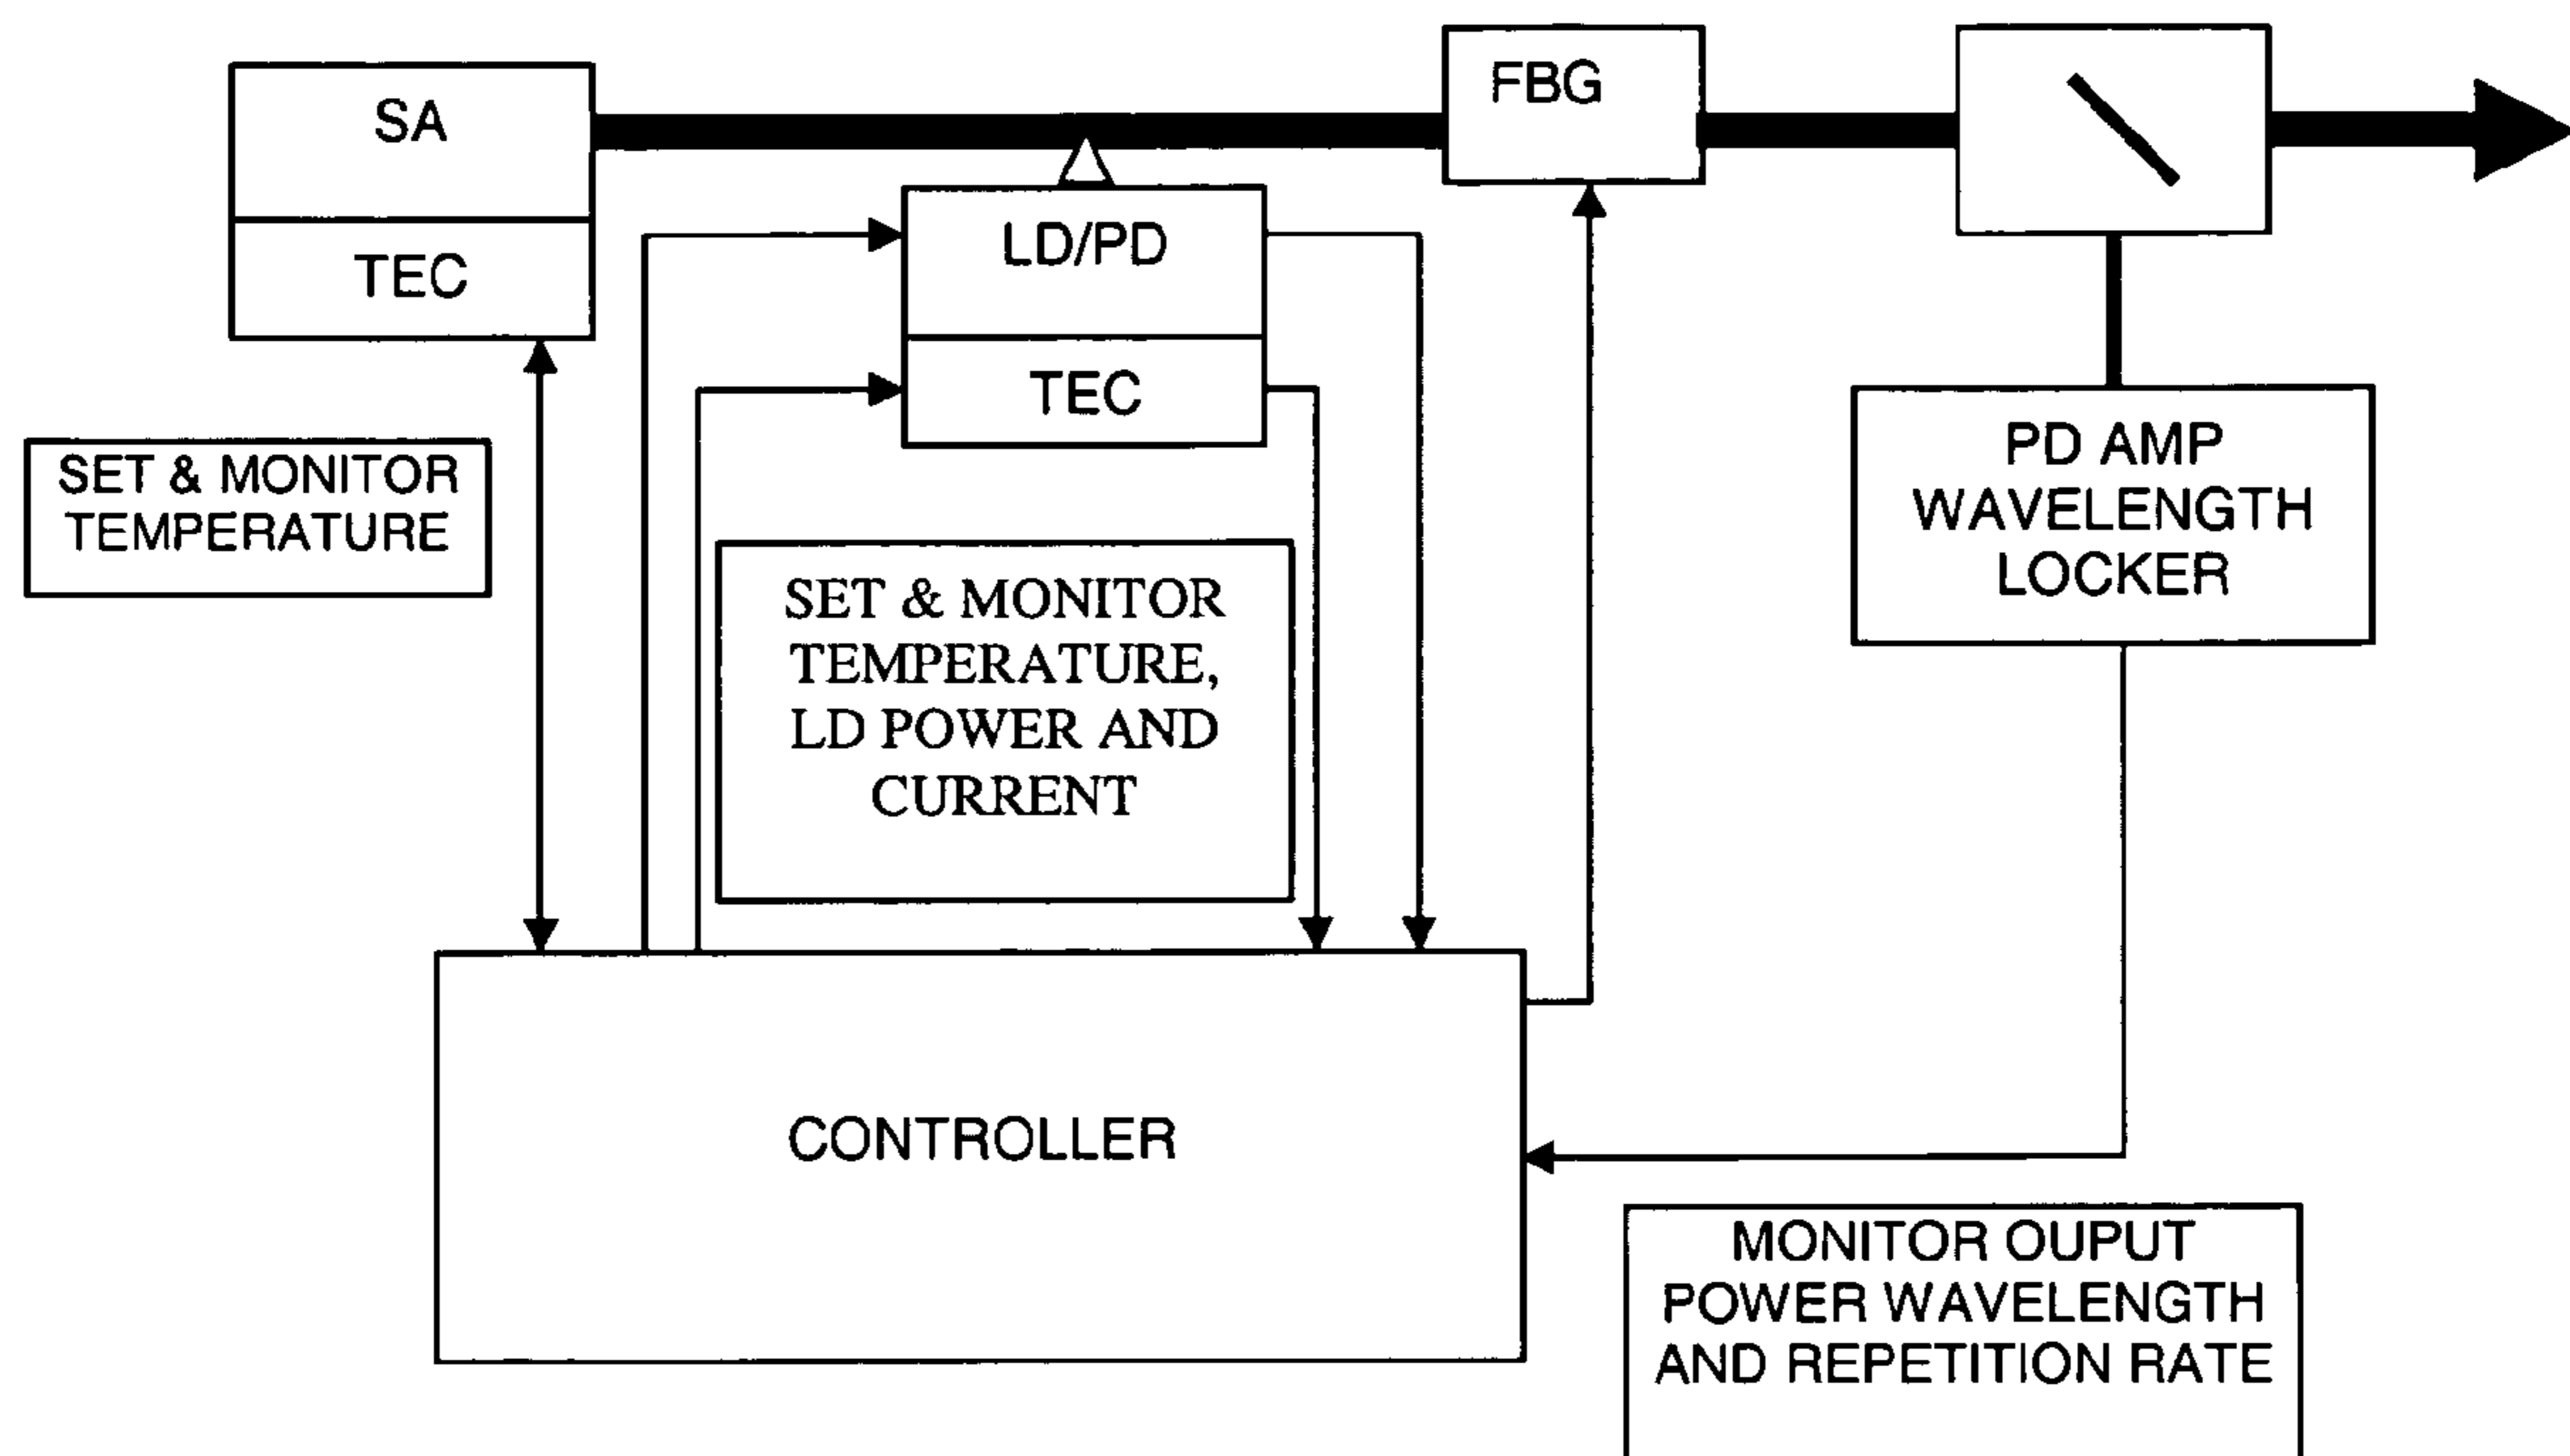 SA
TEC
FBG
LD/PD
TEC
SET & MONITOR
TEMPERATURE
SET & MONITOR
TEMPERATURE,
LD POWER AND
CURRENT
PD AMP
WAVELENGTH
LOCKER
CONTROLLER
MONITOR OUPUT
POWER WAVELENGTH
AND REPETITION RATE